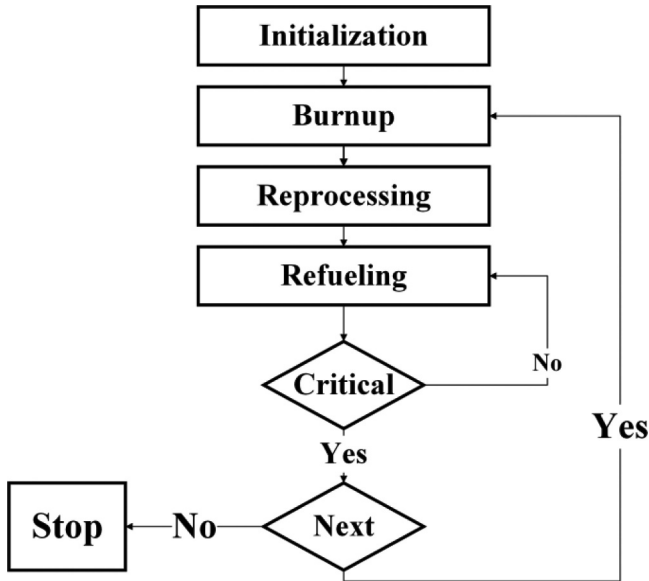 Initialization
Burnup
Reprocessing
Refueling
Critical
No
Yes
Yes
Stop
No
Next